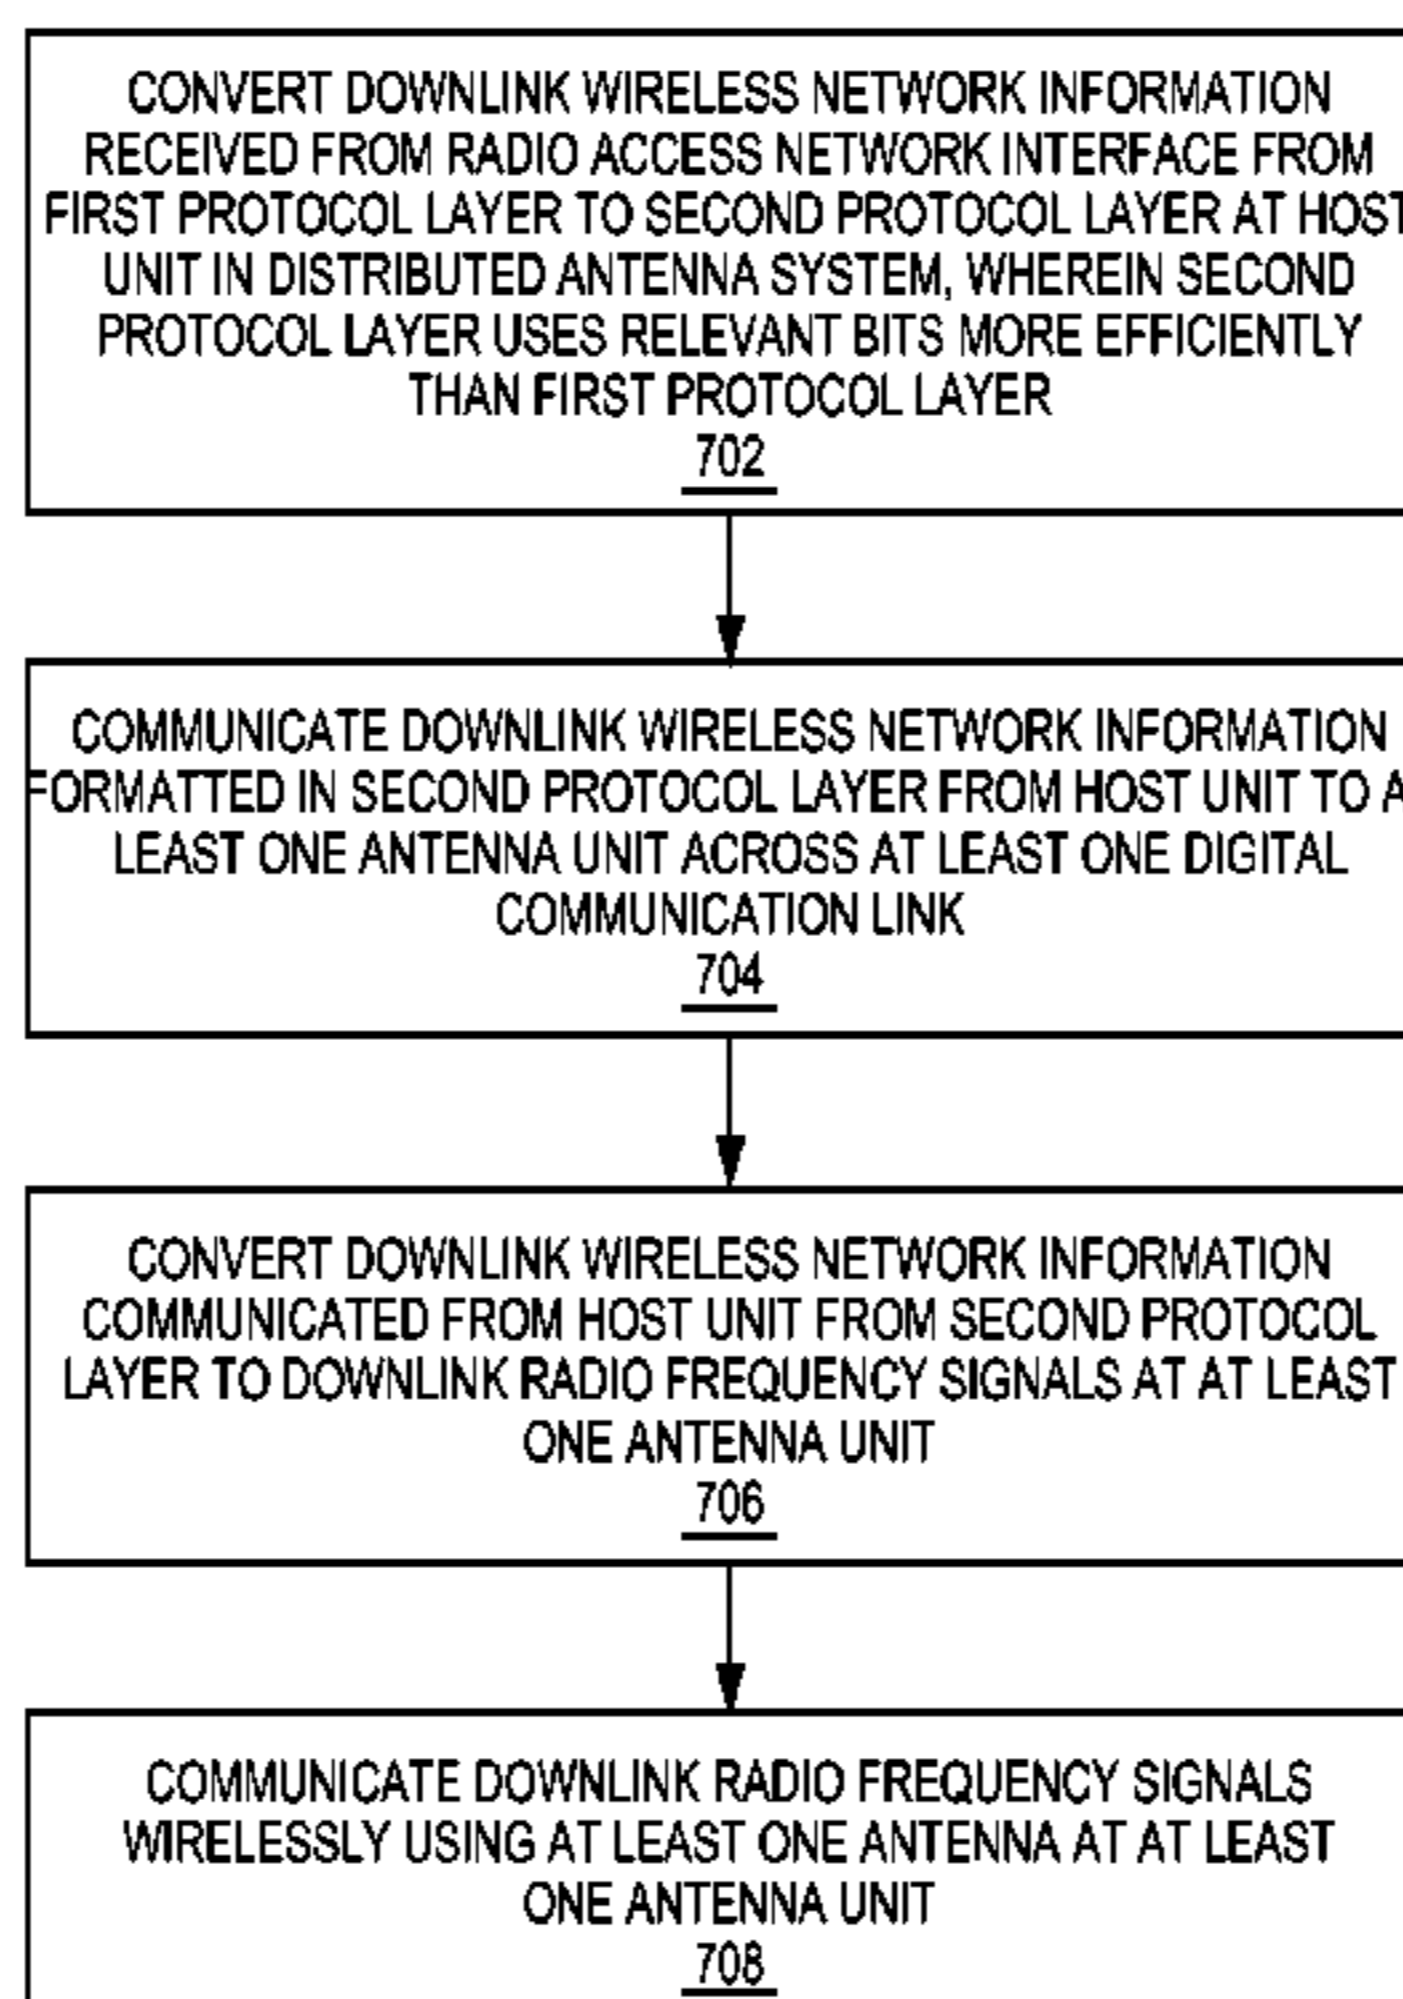 CONVERT DOWNLINK WIRELESS NETWORK INFORMATION
RECEIVED FROM RADIO ACCESS NETWORK INTERFACE FROM
FIRST PROTOCOL LAYER TO SECOND PROTOCOL LAYER AT HOST
UNIT IN DISTRIBUTED ANTENNA SYSTEM, WHEREIN SECOND
PROTOCOL LAYER USES RELEVANT BITS MORE EFFICIENTLY
THAN FIRST PROTOCOL LAYER
702
COMMUNICATE DOWNLINK WIRELESS NETWORK INFORMATION
FORMATTED IN SECOND PROTOCOL LAYER FROM HOST UNIT TO A
LEAST ONE ANTENNA UNIT ACROSS AT LEAST ONE DIGITAL
COMMUNICATION LINK
704
CONVERT DOWNLINK WIRELESS NETWORK INFORMATION
COMMUNICATED FROM HOST UNIT FROM SECOND PROTOCOL
LAYER TO DOWNLINK RADIO FREQUENCY SIGNALS AT AT LEAST
ONE ANTENNA UNIT
706
COMMUNICATE DOWNLINK RADIO FREQUENCY SIGNALS
WIRELESSLY USING AT LEAST ONE ANTENNA AT AT LEAST
ONE ANTENNA UNIT
708